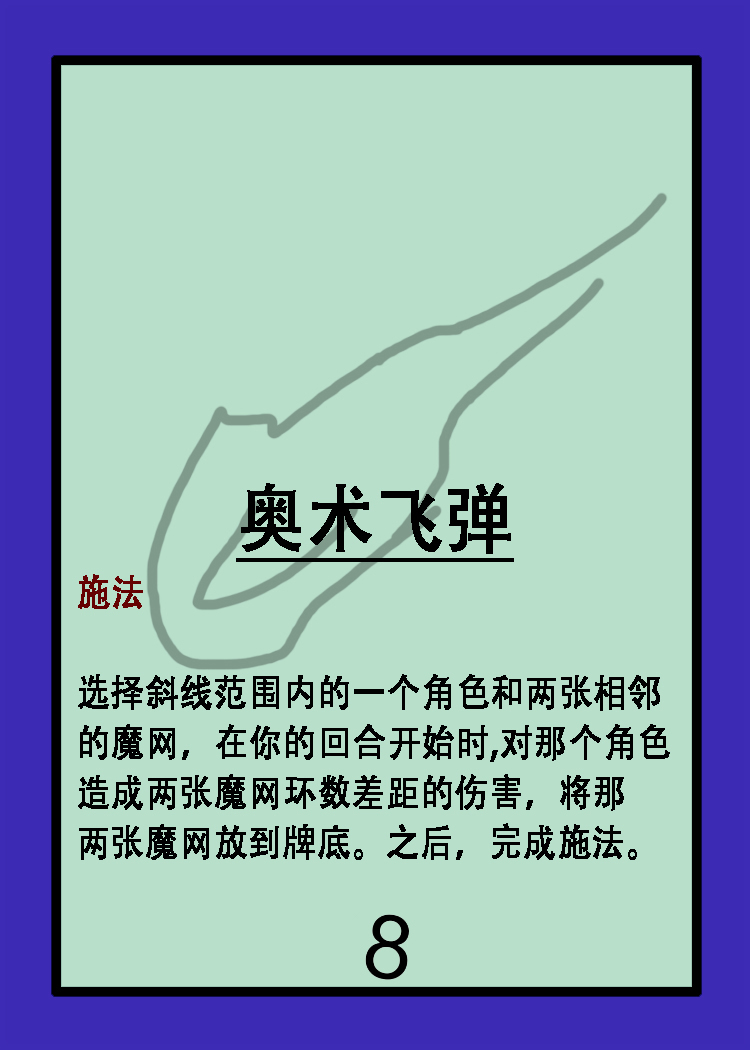 奥术飞弹
施法
选择斜线范围内的一个角色和两张相邻
的魔网，在你的回合开始时,对那个角色
造成两张魔网环数差距的伤害，将那
两张魔网放到牌底。之后，完成施法。
8